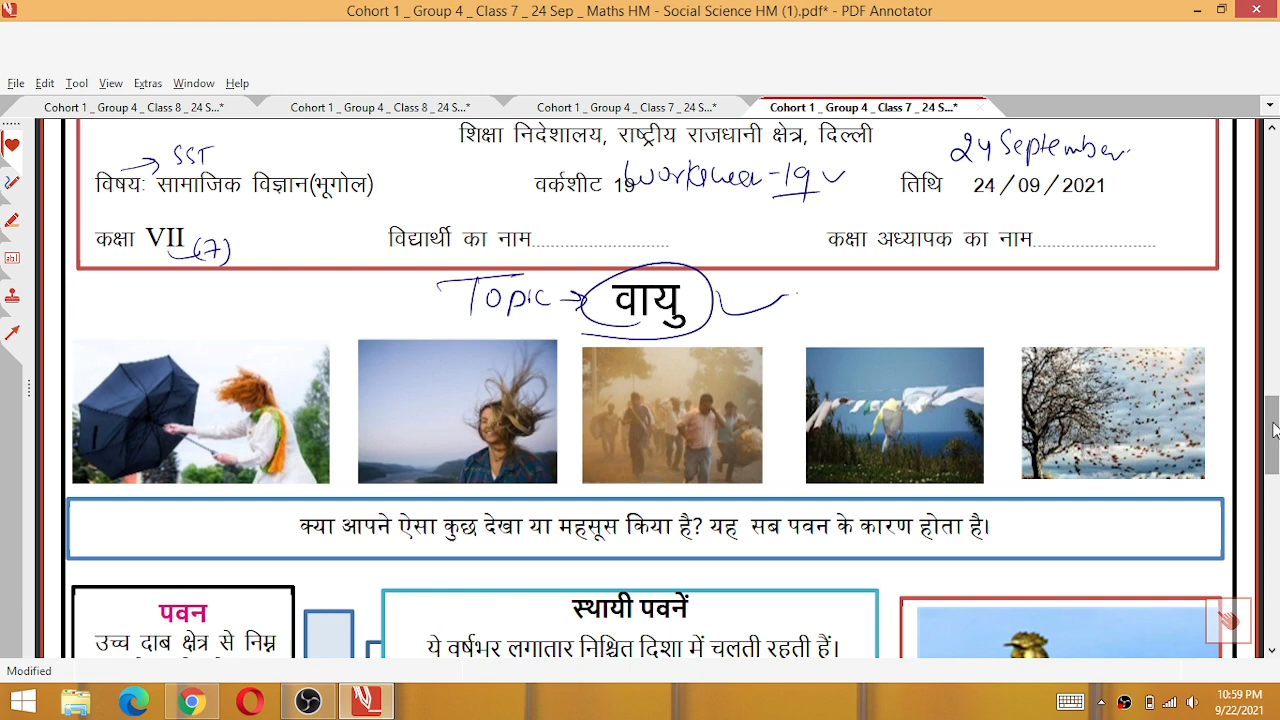 Cohort 1 _ Group 4 _ Class 7 _ 24 Sep _ Maths HM - Social Science HM (1).pdf* - PDF Annotator
File Edit Tool View Extras Window Help
Cohort 1 _ Group 4 _ Class 8 _ 24 S...* Cohort 1 _ Group 4 _ Class 8 _ 24 S...* Cohort 1 _ Group 4 _Class 7 _24 S...* Cohort 1 _ Group 4 _Class 7 _ 24 S...*
शिक्षा निदेशालय, राष्ट्रीय राजधानी क्षेत्र, दिल्ली
SST 24 September
विषयः सामाजिक विज्ञान(भूगोल) वर्कशीट 19 Worksheet - 19 तिथि 24/09/2021
कक्षा VII (7) विद्यार्थी का नाम........................ कक्षा अध्यापक का नाम.....................
Topic → वायु
क्या आपने ऐसा कुछ देखा या महसूस किया है? यह सब पवन के कारण होता है।
पवन
उच्च दाब क्षेत्र से निम्न
स्थायी पवनें
ये वर्षभर लगातार निश्चित दिशा में चलती रहती हैं।
Modified
10:59 PM
9/22/2021